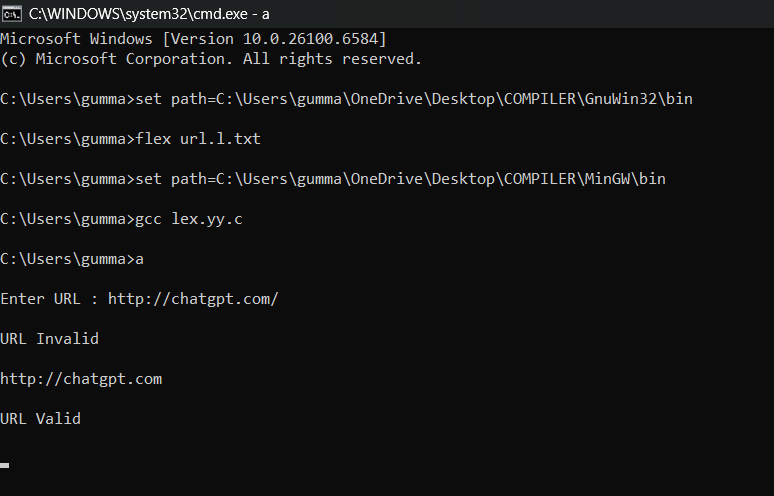 C:\WINDOWS\system32\cmd.exe - a
Microsoft Windows [Version 10.0.26100.6584]
(c) Microsoft Corporation. All rights reserved.
C:\Users\gumma>set path=C:\Users\gumma\OneDrive\Desktop\COMPILER\GnuWin32\bin
C:\Users\gumma>flex url.l.txt
C:\Users\gumma>set path=C:\Users\gumma\OneDrive\Desktop\COMPILER\MinGW\bin
C:\Users\gumma>gcc lex.yy.c
C:\Users\gumma>a
Enter URL : http://chatgpt.com/
URL Invalid
http://chatgpt.com
URL Valid